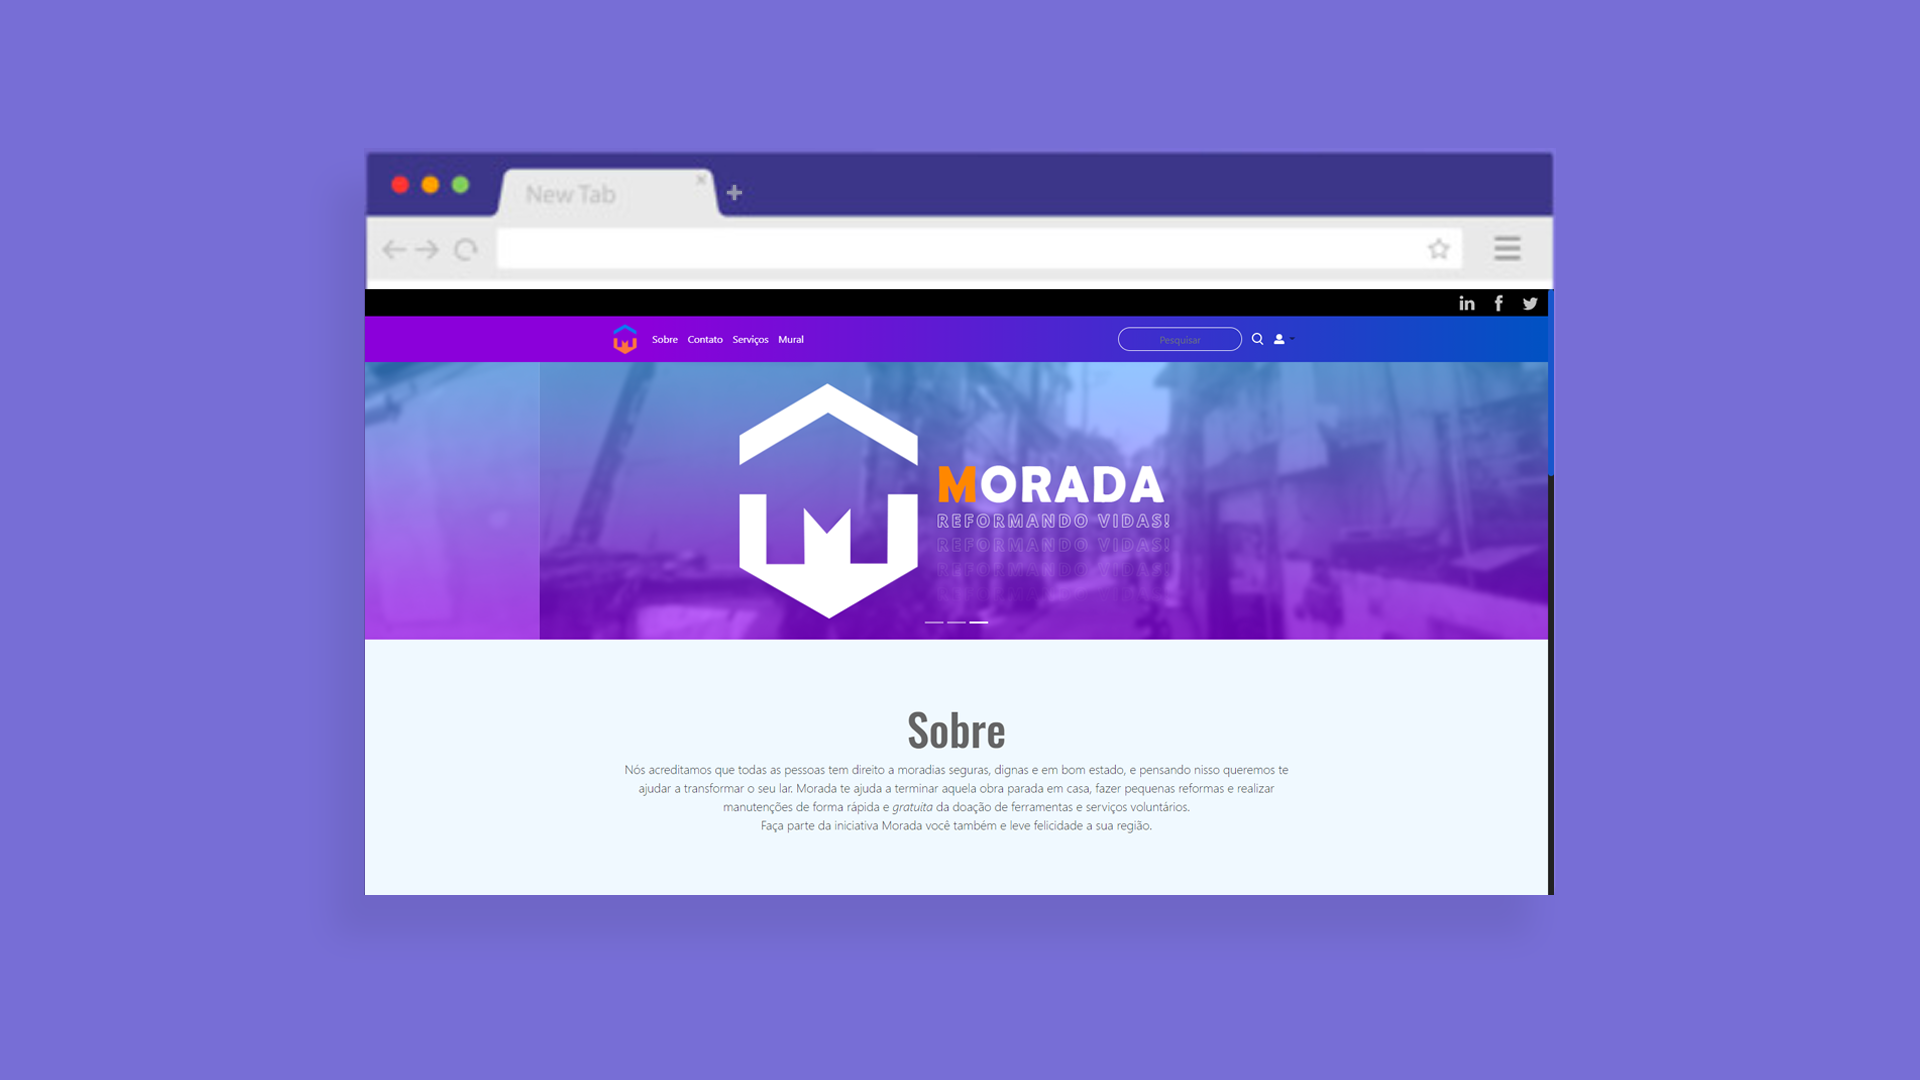 New Tab
Sobre Contato Serviços Mural
Pesquisar
MORADA
REFORMANDO VIDAS!
REFORMANDO VIDAS!
REFORMANDO VIDAS!
Sobre
Nós acreditamos que todas as pessoas tem direito a moradias seguras, dignas e em bom estado, e pensando nisso queremos te
ajudar a transformar o seu lar. Morada te ajuda a terminar aquela obra parada em casa, fazer pequenas reformas e realizar
manutenções de forma rápida e gratuita da doação de ferramentas e serviços voluntários.
Faça parte da iniciativa Morada você também e leve felicidade a sua região.